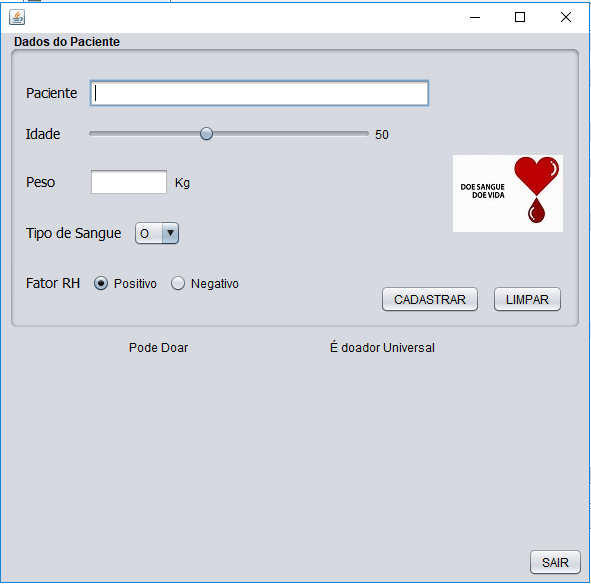 Dados do Paciente
Paciente
Idade 50
Peso Kg
DOE SANGUE
DOE VIDA
Tipo de Sangue O
Fator RH Positivo Negativo
CADASTRAR LIMPAR
Pode Doar É doador Universal
SAIR